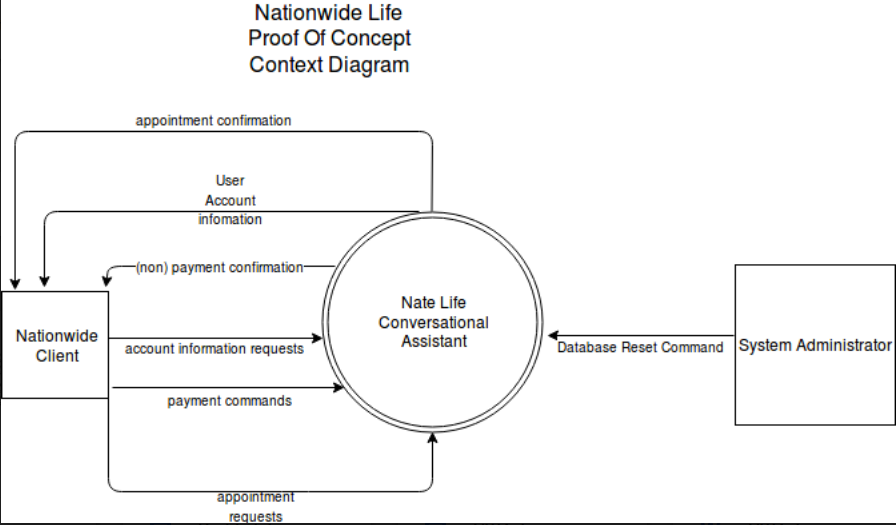 Nationwide Life
Proof Of Concept
Context Diagram
appointment confirmation
User
Account
infomation
(non) payment confirmation
Nate Life
Conversational
Assistant
Nationwide
Client
account information requests
Database Reset Command
System Administrator
payment commands
appointment
requests